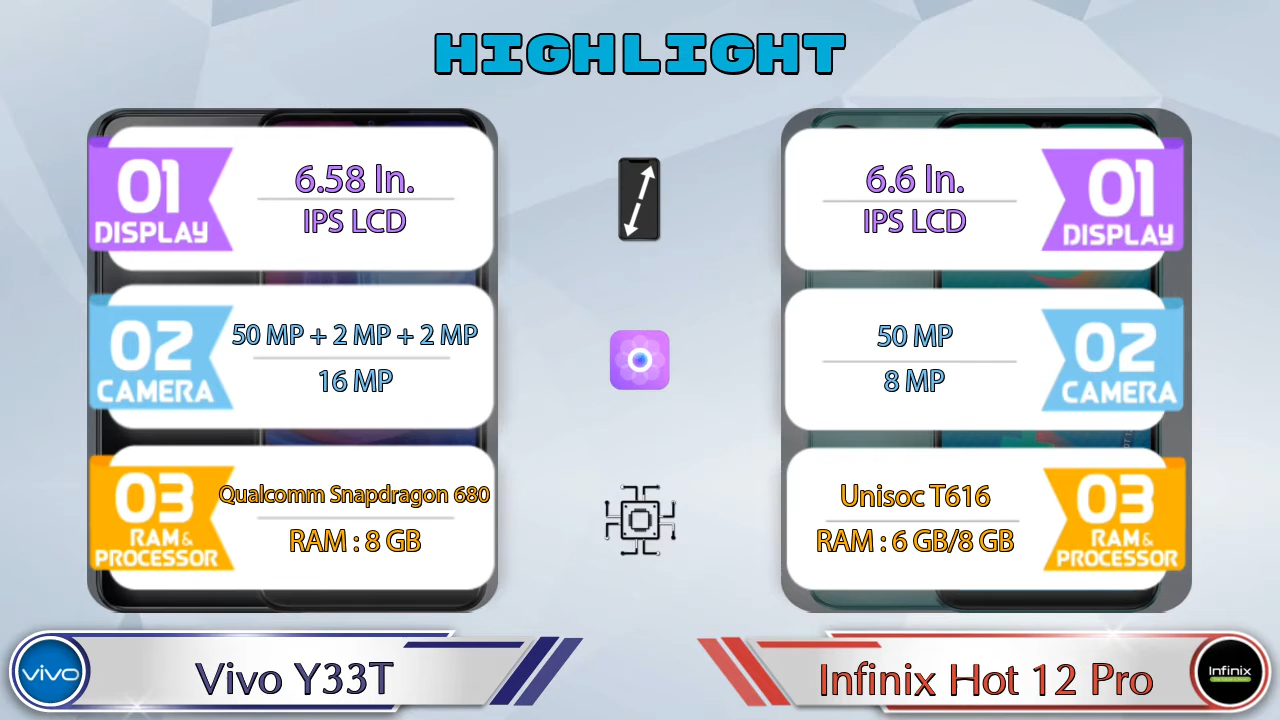 HIGHLIGHT
01
DISPLAY
6.58 In.
IPS LCD
02
CAMERA
50 MP + 2 MP + 2 MP
16 MP
03
RAM &
PROCESSOR
Qualcomm Snapdragon 680
RAM : 8 GB
6.6 In.
IPS LCD
01
DISPLAY
50 MP
8 MP
02
CAMERA
Unisoc T616
RAM : 6 GB/8 GB
03
RAM &
PROCESSOR
vivo
Vivo Y33T
Infinix Hot 12 Pro
Infinix